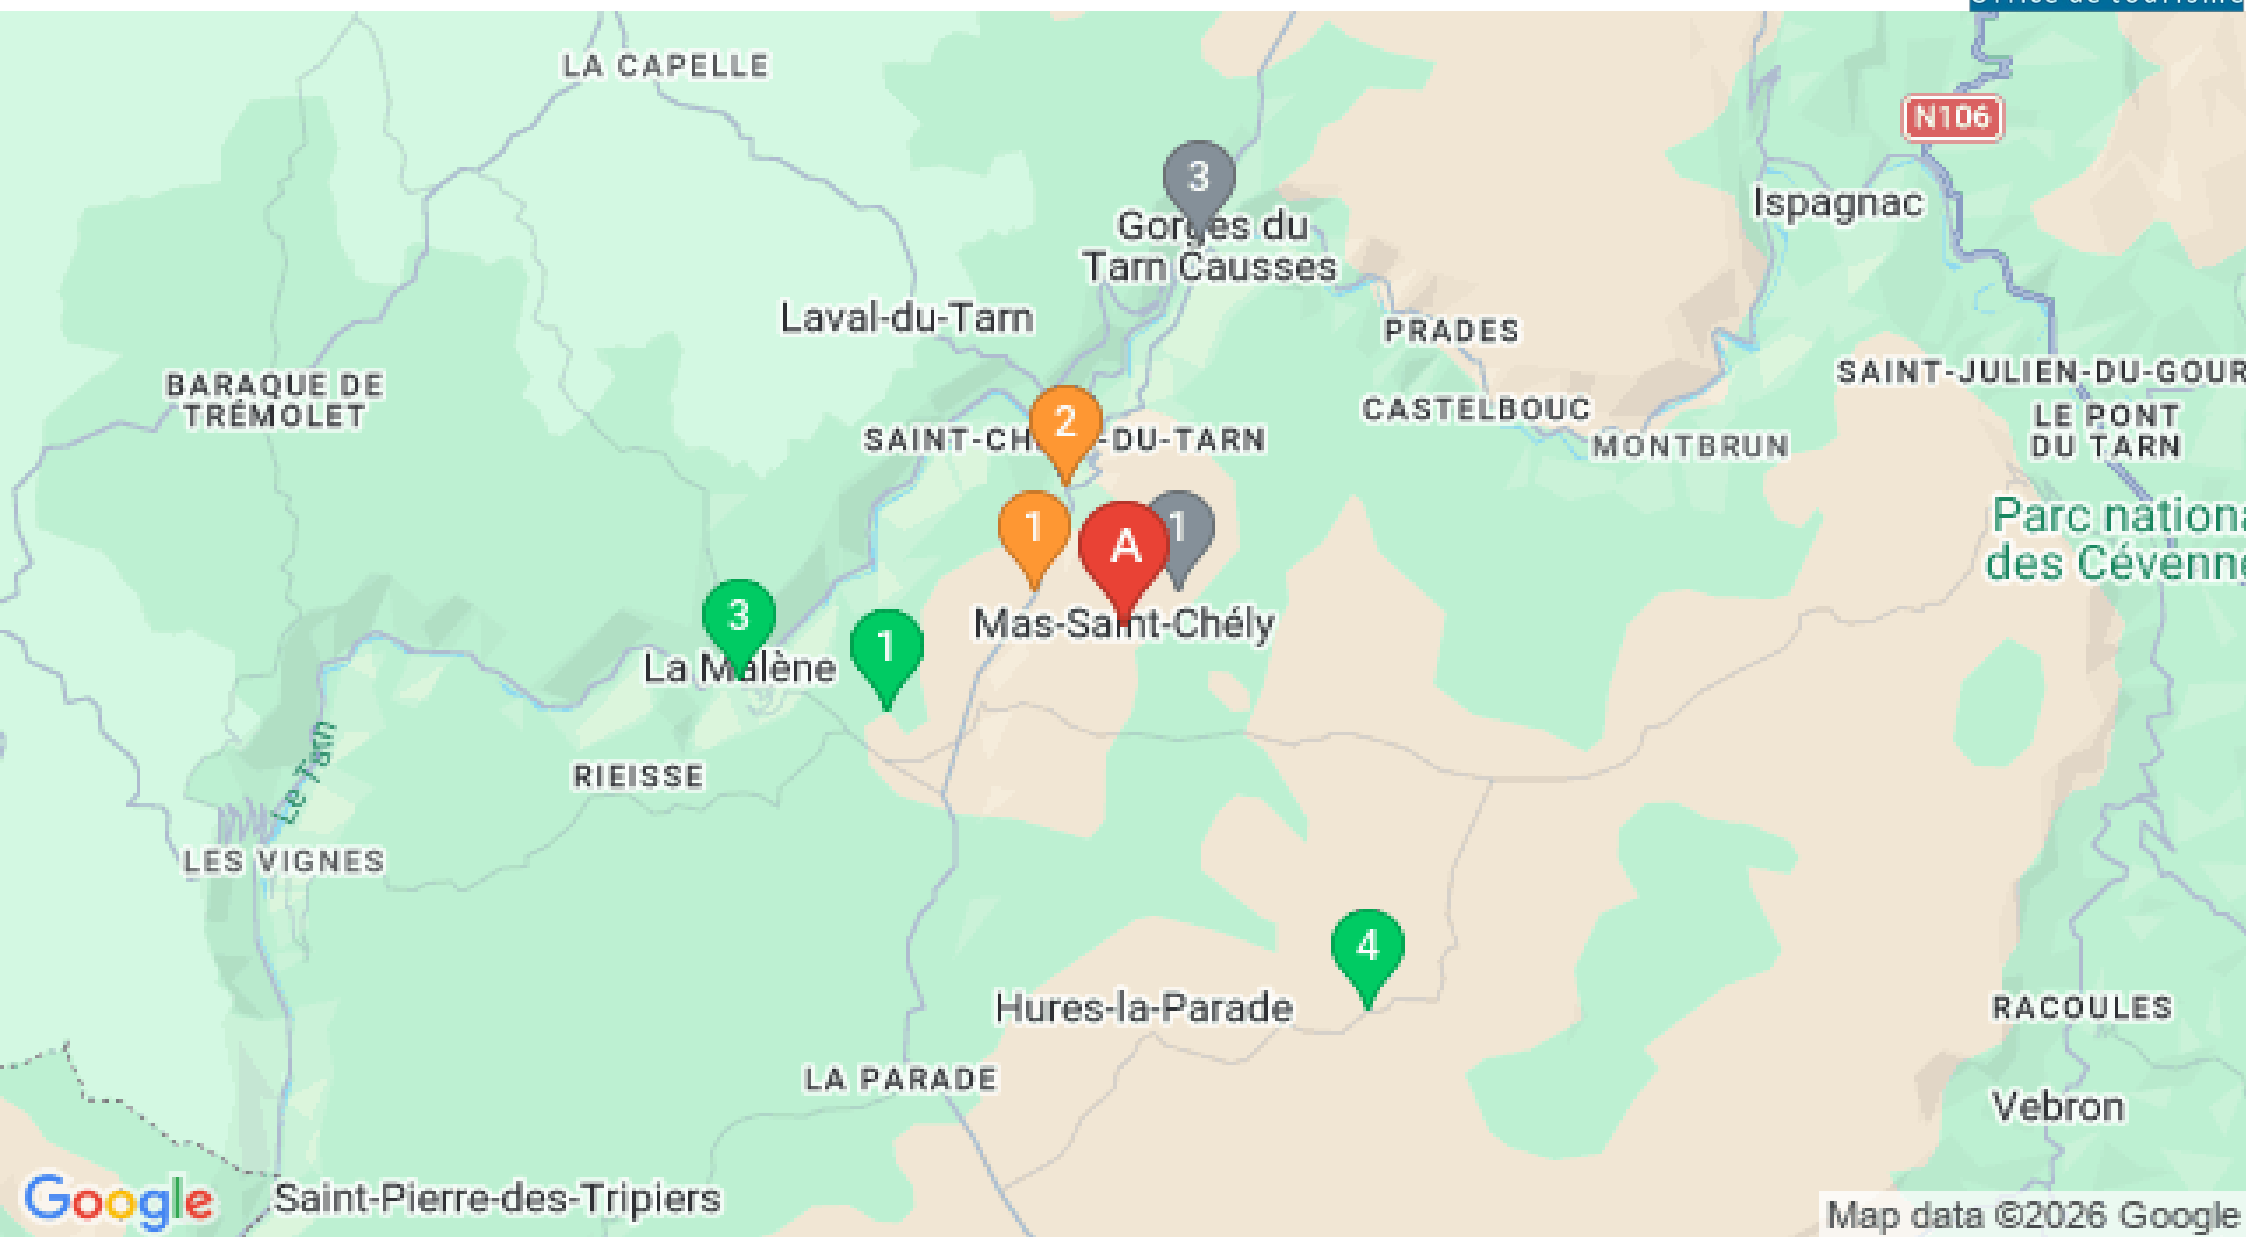 Office de tourisme
LA CAPELLE
N106
3
Ispagnac
Gorges du
Tarn Causses
Laval-du-Tarn
PRADES
BARAQUE DE
TRÉMOLET
SAINT-JULIEN-DU-GOUR
CASTELBOUC
LE PONT
DU TARN
2
SAINT-CH -DU-TARN
MONTBRUN
1
A
1
Parc nationa
des Cévenne
3
Mas-Saint-Chély
1
La Malène
Le Tarn
RIEISSE
LES VIGNES
4
Hures-la-Parade
RACOULES
LA PARADE
Vebron
Google
Saint-Pierre-des-Tripiers
Map data ©2026 Google